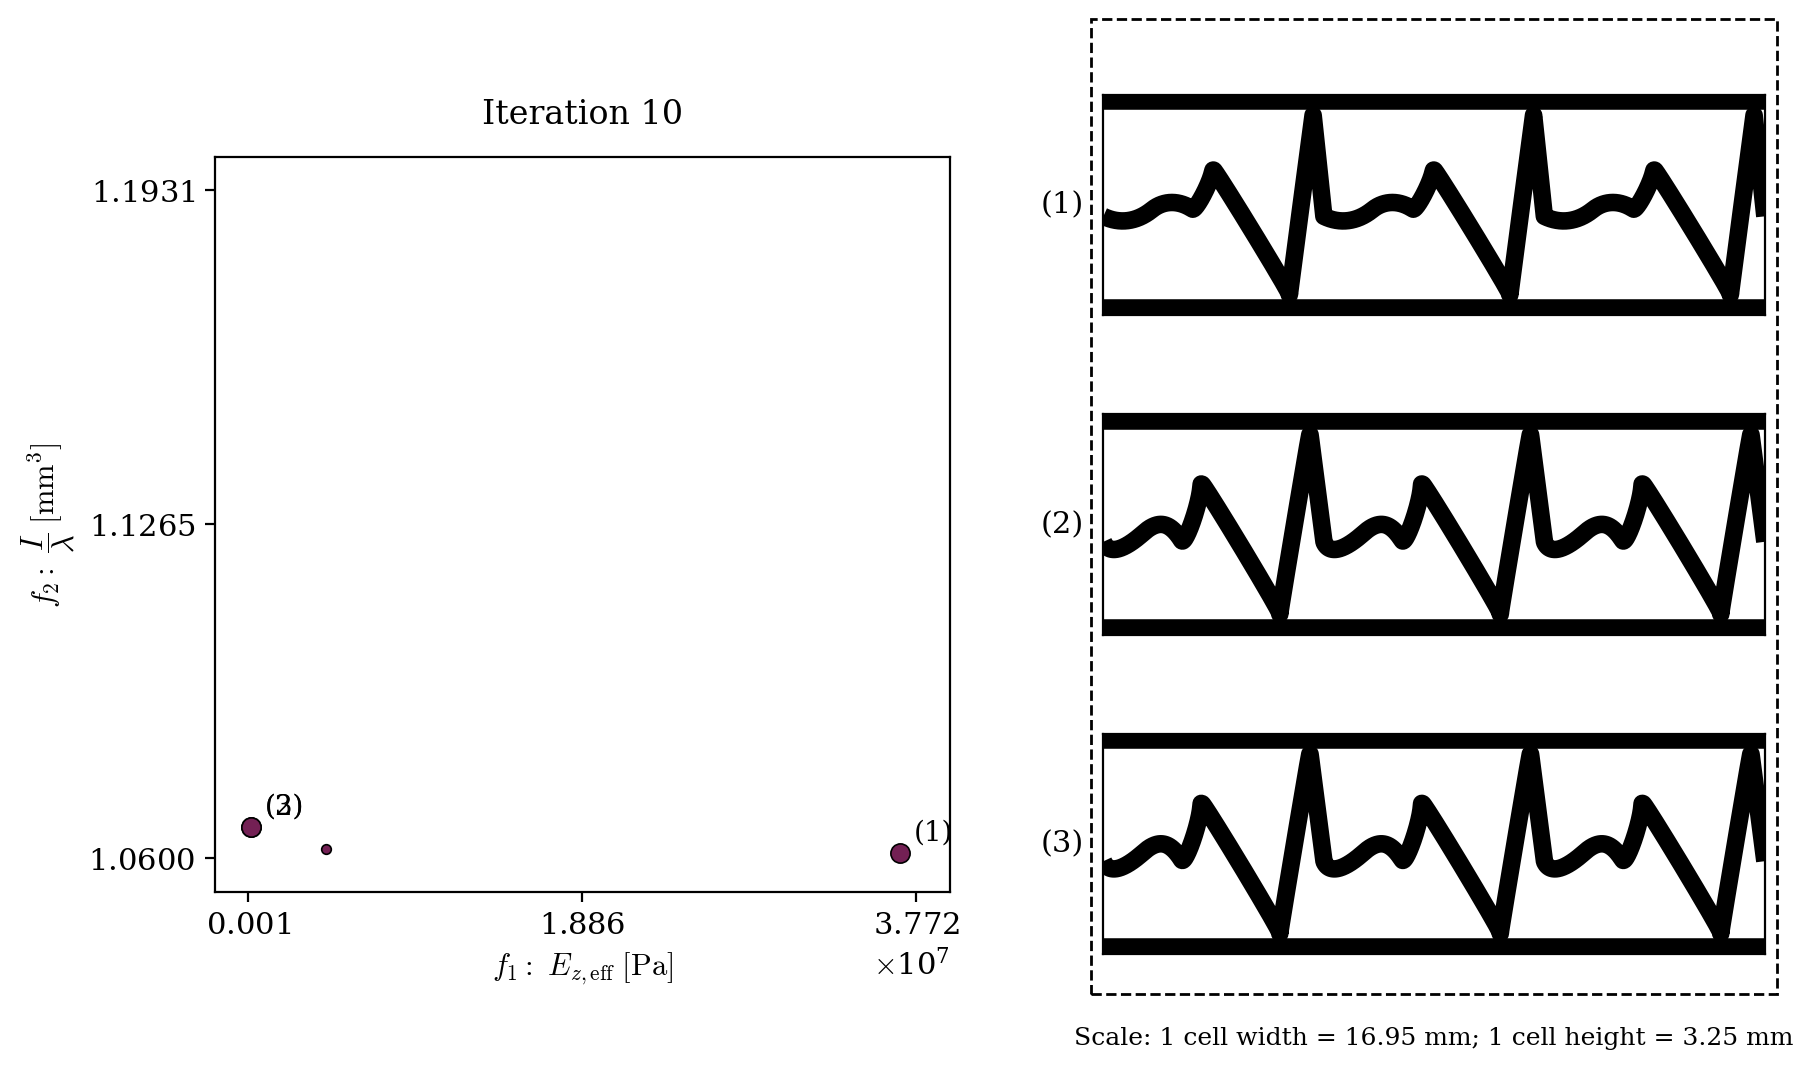 Iteration 10
1.1931
1.1265
1.0600
f₂ : I/λ [mm³]
(2)
(3)
(1)
0.001 1.886 3.772
×10⁷
f₁ : E_z,eff [Pa]
(1)
(2)
(3)
Scale: 1 cell width = 16.95 mm; 1 cell height = 3.25 mm